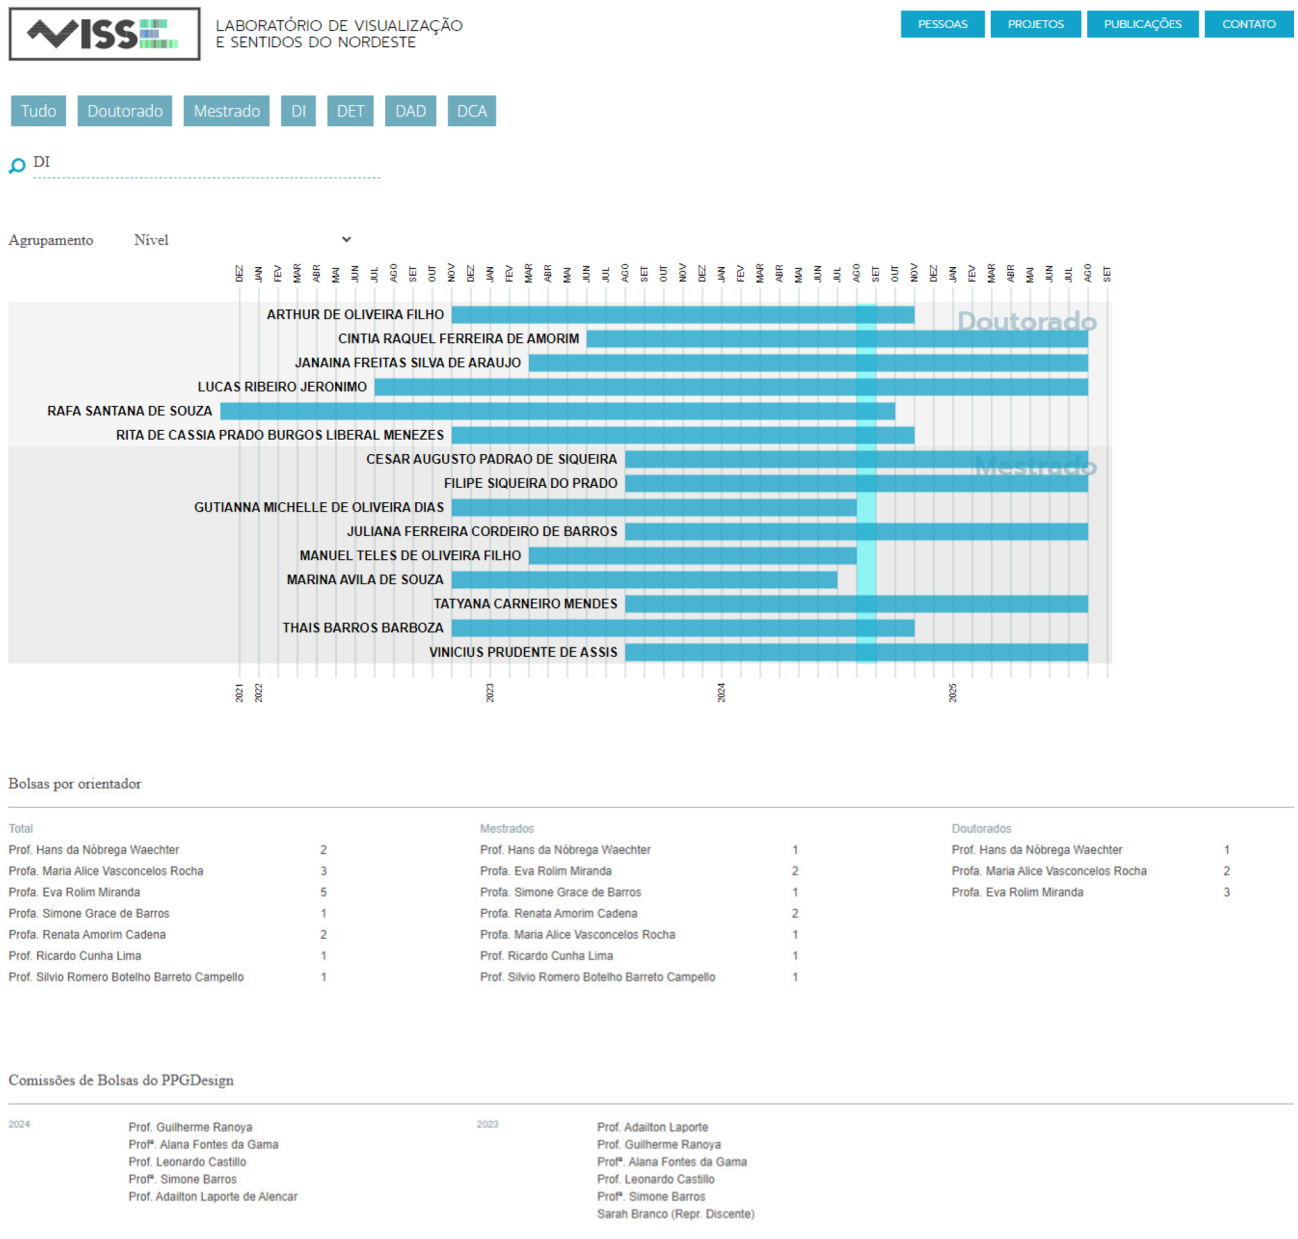 VISSE LABORATÓRIO DE VISUALIZAÇÃO
E SENTIDOS DO NORDESTE
PESSOAS PROJETOS PUBLICAÇÕES CONTATO
Tudo Doutorado Mestrado DI DET DAD DCA
DI
Agrupamento Nível
DEZ JAN FEV MAR ABR MAI JUN JUL AGO SET OUT NOV DEZ JAN FEV MAR ABR MAI JUN JUL AGO SET OUT NOV DEZ JAN FEV MAR ABR MAI JUN JUL AGO SET OUT NOV DEZ JAN FEV MAR ABR MAI JUN JUL AGO SET
Doutorado
ARTHUR DE OLIVEIRA FILHO
CINTIA RAQUEL FERREIRA DE AMORIM
JANAINA FREITAS SILVA DE ARAUJO
LUCAS RIBEIRO JERONIMO
RAFA SANTANA DE SOUZA
RITA DE CASSIA PRADO BURGOS LIBERAL MENEZES
Mestrado
CESAR AUGUSTO PADRAO DE SIQUEIRA
FILIPE SIQUEIRA DO PRADO
GUTIANNA MICHELLE DE OLIVEIRA DIAS
JULIANA FERREIRA CORDEIRO DE BARROS
MANUEL TELES DE OLIVEIRA FILHO
MARINA AVILA DE SOUZA
TATYANA CARNEIRO MENDES
THAIS BARROS BARBOZA
VINICIUS PRUDENTE DE ASSIS
2021 2022 2023 2024 2025
Bolsas por orientador
Total
Prof. Hans da Nóbrega Waechter 2
Profa. Maria Alice Vasconcelos Rocha 3
Profa. Eva Rolim Miranda 5
Profa. Simone Grace de Barros 1
Profa. Renata Amorim Cadena 2
Prof. Ricardo Cunha Lima 1
Prof. Silvio Romero Botelho Barreto Campello 1
Mestrados
Prof. Hans da Nóbrega Waechter 1
Profa. Eva Rolim Miranda 2
Profa. Simone Grace de Barros 1
Profa. Renata Amorim Cadena 2
Profa. Maria Alice Vasconcelos Rocha 1
Prof. Ricardo Cunha Lima 1
Prof. Silvio Romero Botelho Barreto Campello 1
Doutorados
Prof. Hans da Nóbrega Waechter 1
Profa. Maria Alice Vasconcelos Rocha 2
Profa. Eva Rolim Miranda 3
Comissões de Bolsas do PPGDesign
2024
Prof. Guilherme Ranoya
Profª. Alana Fontes da Gama
Prof. Leonardo Castillo
Profª. Simone Barros
Prof. Adailton Laporte de Alencar
2023
Prof. Adailton Laporte
Prof. Guilherme Ranoya
Profª. Alana Fontes da Gama
Prof. Leonardo Castillo
Profª. Simone Barros
Sarah Branco (Repr. Discente)